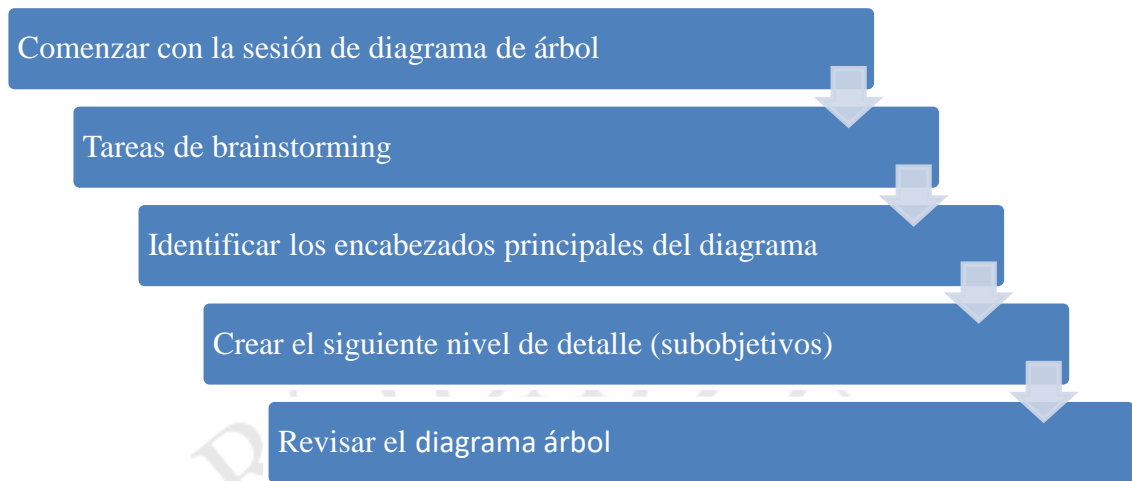 Comenzar con la sesión de diagrama de árbol
Tareas de brainstorming
Identificar los encabezados principales del diagrama
Crear el siguiente nivel de detalle (subobjetivos)
Revisar el diagrama árbol